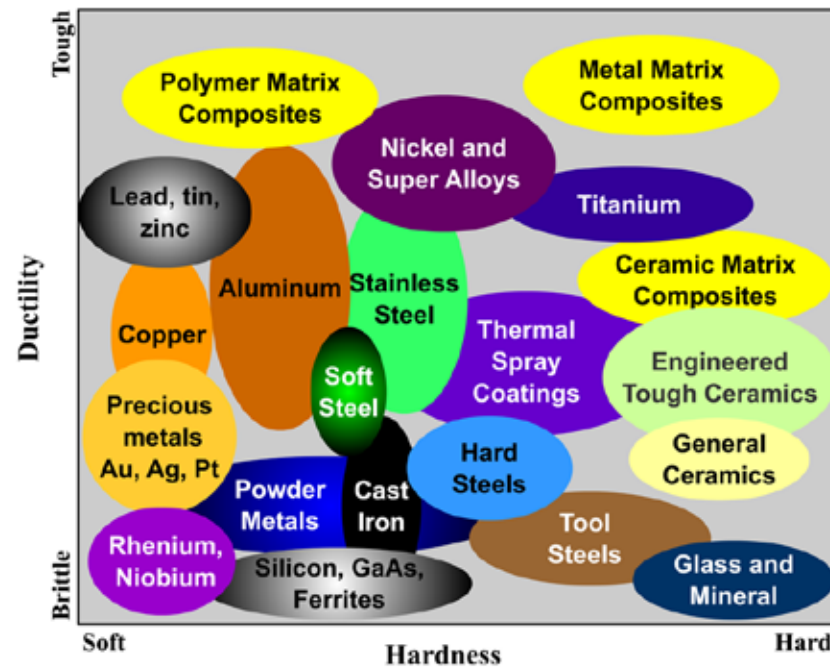 Tough
Polymer Matrix
Composites
Metal Matrix
Composites
Nickel and
Super Alloys
Lead, tin,
zinc
Titanium
Aluminum
Stainless
Steel
Ceramic Matrix
Composites
Ductility
Copper
Thermal
Spray
Coatings
Engineered
Tough Ceramics
Soft
Steel
Precious
metals
Au, Ag, Pt
General
Ceramics
Hard
Steels
Powder
Metals
Cast
Iron
Tool
Steels
Rhenium,
Niobium
Silicon, GaAs,
Ferrites
Glass and
Mineral
Brittle
Soft
Hardness
Hard